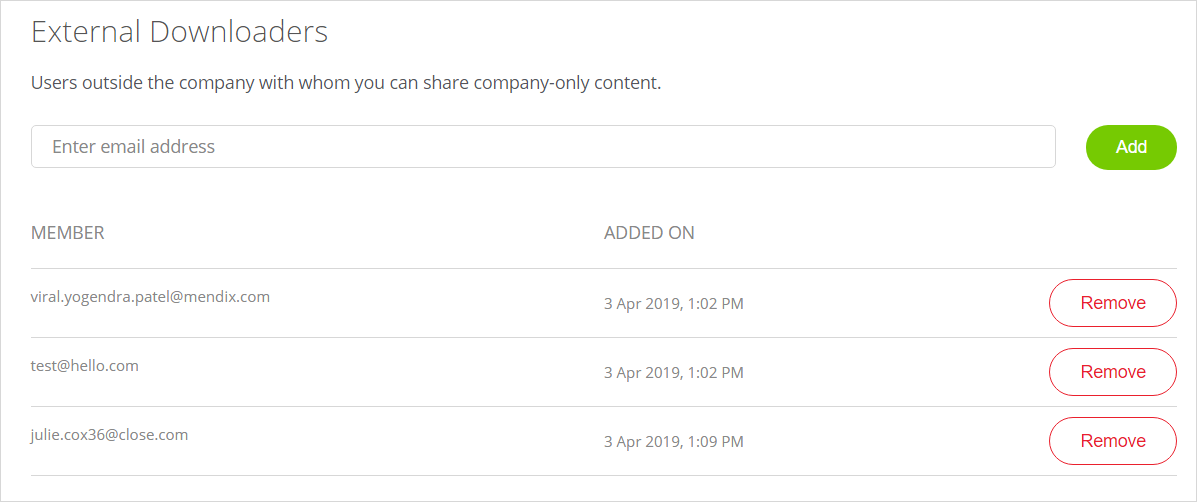 External Downloaders
Users outside the company with whom you can share company-only content.
Enter email address
Add
MEMBER ADDED ON
viral.yogendra.patel@mendix.com 3 Apr 2019, 1:02 PM Remove
test@hello.com 3 Apr 2019, 1:02 PM Remove
julie.cox36@close.com 3 Apr 2019, 1:09 PM Remove